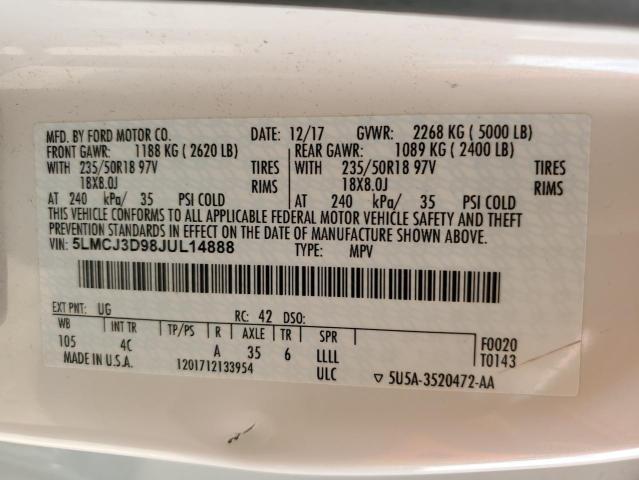 MFD. BY FORD MOTOR CO. DATE: 12/17 GVWR: 2268 KG ( 5000 LB)
FRONT GAWR: 1188 KG ( 2620 LB) REAR GAWR: 1089 KG ( 2400 LB)
WITH 235/50R18 97V TIRES WITH 235/50R18 97V TIRES
18X8.0J RIMS 18X8.0J RIMS
AT 240 kPa/ 35 PSI COLD AT 240 kPa/ 35 PSI COLD
THIS VEHICLE CONFORMS TO ALL APPLICABLE FEDERAL MOTOR VEHICLE SAFETY AND THEFT
PREVENTION STANDARDS IN EFFECT ON THE DATE OF MANUFACTURE SHOWN ABOVE.
VIN: 5LMCJ3D98JUL14888 TYPE: MPV
EXT PNT: UG RC: 42 DSO:
WB INT TR TP/PS R AXLE TR SPR F0020
105 4C A 35 6 LLLL T0143
MADE IN U.S.A. 1201712133954 ULC ▽ 5U5A-3520472-AA